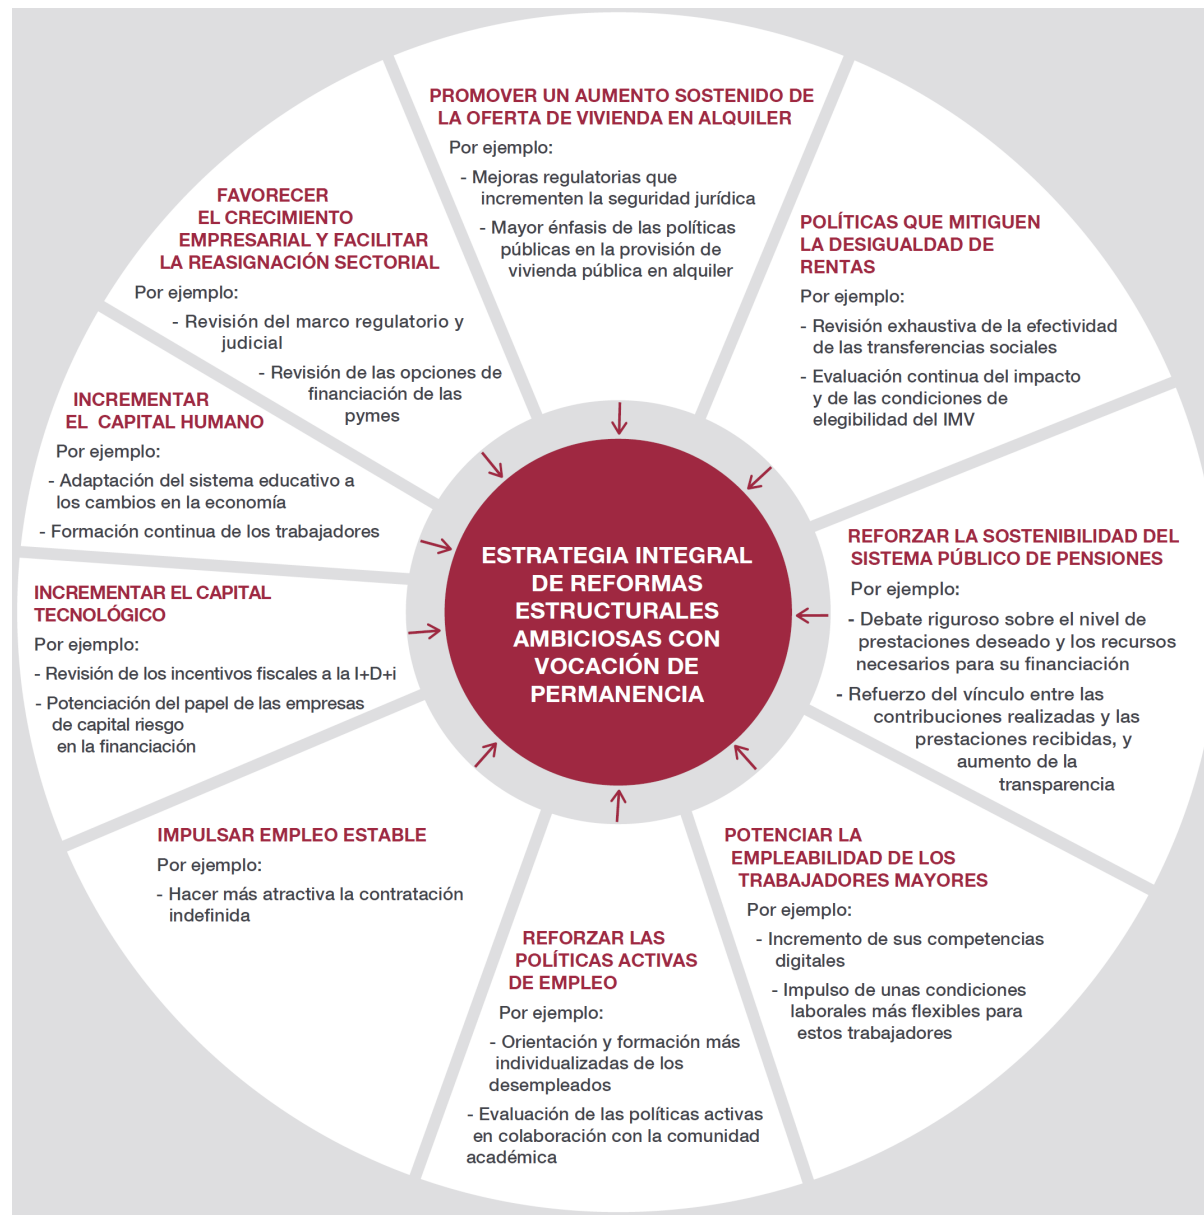 PROMOVER UN AUMENTO SOSTENIDO DE
LA OFERTA DE VIVIENDA EN ALQUILER
Por ejemplo:
- Mejoras regulatorias que
incrementen la seguridad jurídica
- Mayor énfasis de las políticas
públicas en la provisión de
vivienda pública en alquiler
POLÍTICAS QUE MITIGUEN
LA DESIGUALDAD DE
RENTAS
Por ejemplo:
- Revisión exhaustiva de la efectividad
de las transferencias sociales
- Evaluación continua del impacto
y de las condiciones de
elegibilidad del IMV
REFORZAR LA SOSTENIBILIDAD DEL
SISTEMA PÚBLICO DE PENSIONES
Por ejemplo:
- Debate riguroso sobre el nivel de
prestaciones deseado y los recursos
necesarios para su financiación
- Refuerzo del vínculo entre las
contribuciones realizadas y las
prestaciones recibidas, y
aumento de la
transparencia
POTENCIAR LA
EMPLEABILIDAD DE LOS
TRABAJADORES MAYORES
Por ejemplo:
- Incremento de sus competencias
digitales
- Impulso de unas condiciones
laborales más flexibles para
estos trabajadores
REFORZAR LAS
POLÍTICAS ACTIVAS
DE EMPLEO
Por ejemplo:
- Orientación y formación más
individualizadas de los
desempleados
- Evaluación de las políticas activas
en colaboración con la comunidad
académica
IMPULSAR EMPLEO ESTABLE
Por ejemplo:
- Hacer más atractiva la contratación
indefinida
INCREMENTAR EL CAPITAL
TECNOLÓGICO
Por ejemplo:
- Revisión de los incentivos fiscales a la I+D+i
- Potenciación del papel de las empresas
de capital riesgo
en la financiación
INCREMENTAR
EL CAPITAL HUMANO
Por ejemplo:
- Adaptación del sistema educativo a
los cambios en la economía
- Formación continua de los trabajadores
FAVORECER
EL CRECIMIENTO
EMPRESARIAL Y FACILITAR
LA REASIGNACIÓN SECTORIAL
Por ejemplo:
- Revisión del marco regulatorio y
judicial
- Revisión de las opciones de
financiación de las
pymes
ESTRATEGIA INTEGRAL
DE REFORMAS
ESTRUCTURALES
AMBICIOSAS CON
VOCACIÓN DE
PERMANENCIA